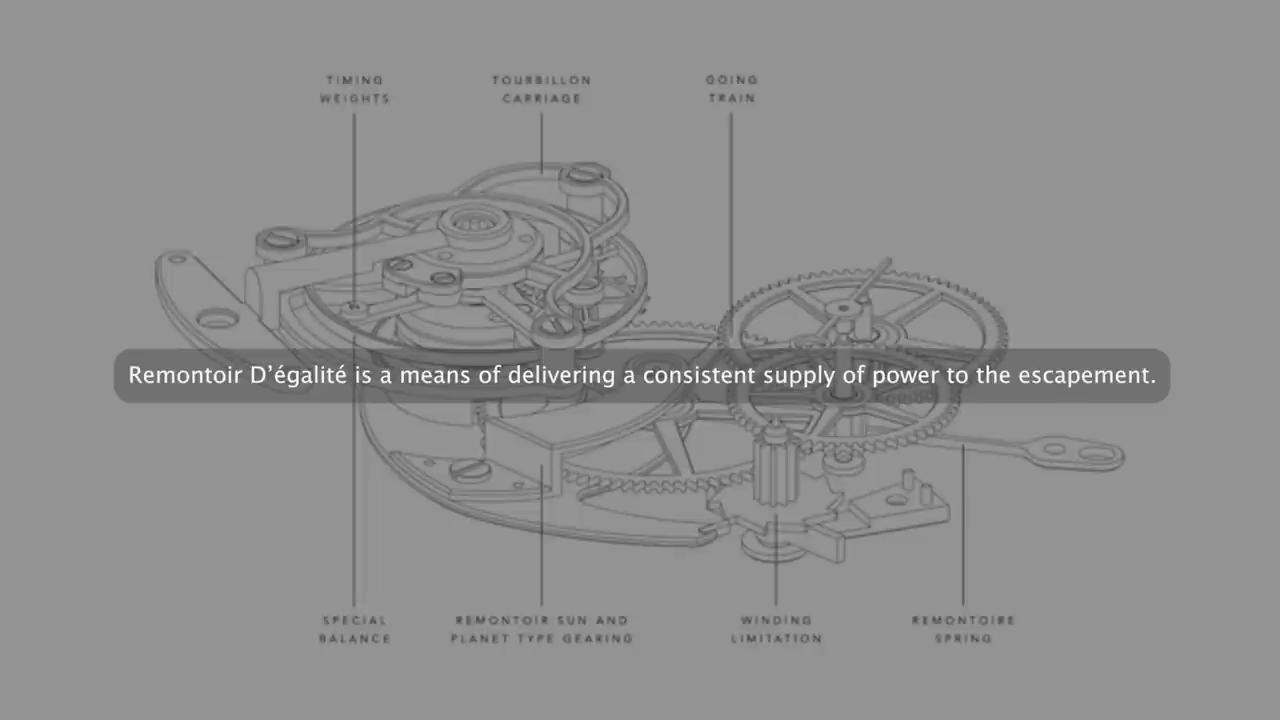 TIMING
WEIGHTS
TOURBILLON
CARRIAGE
GOING
TRAIN
Remontoir D’égalité is a means of delivering a consistent supply of power to the escapement.
SPECIAL
BALANCE
REMONTOIR SUN AND
PLANET TYPE GEARING
WINDING
LIMITATION
REMONTOIRE
SPRING